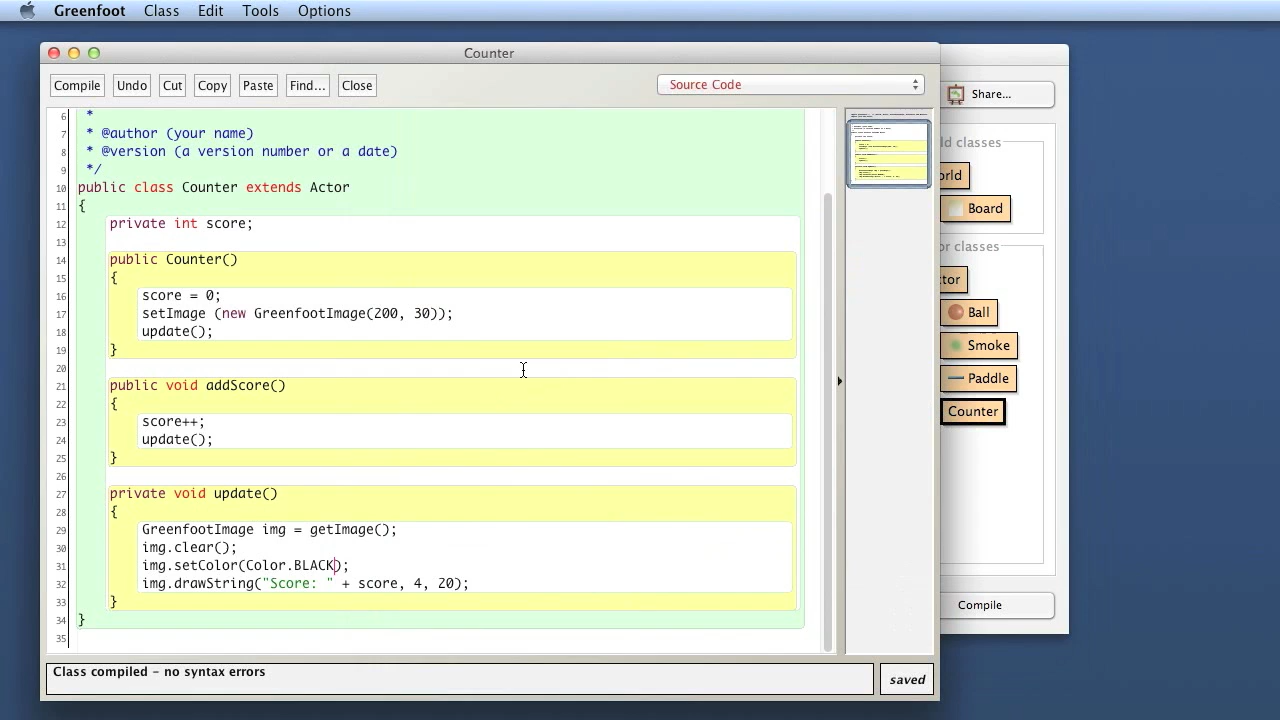 Greenfoot Class Edit Tools Options
Counter
Compile Undo Cut Copy Paste Find... Close Source Code
6 *
7 * @author (your name)
8 * @version (a version number or a date)
9 */
10 public class Counter extends Actor
11 {
12 private int score;
13
14 public Counter()
15 {
16 score = 0;
17 setImage (new GreenfootImage(200, 30));
18 update();
19 }
20
21 public void addScore()
22 {
23 score++;
24 update();
25 }
26
27 private void update()
28 {
29 GreenfootImage img = getImage();
30 img.clear();
31 img.setColor(Color.BLACK);
32 img.drawString("Score: " + score, 4, 20);
33 }
34 }
35
Class compiled – no syntax errors
saved
Share...
ld classes
orld
Board
or classes
tor
Ball
Smoke
Paddle
Counter
Compile